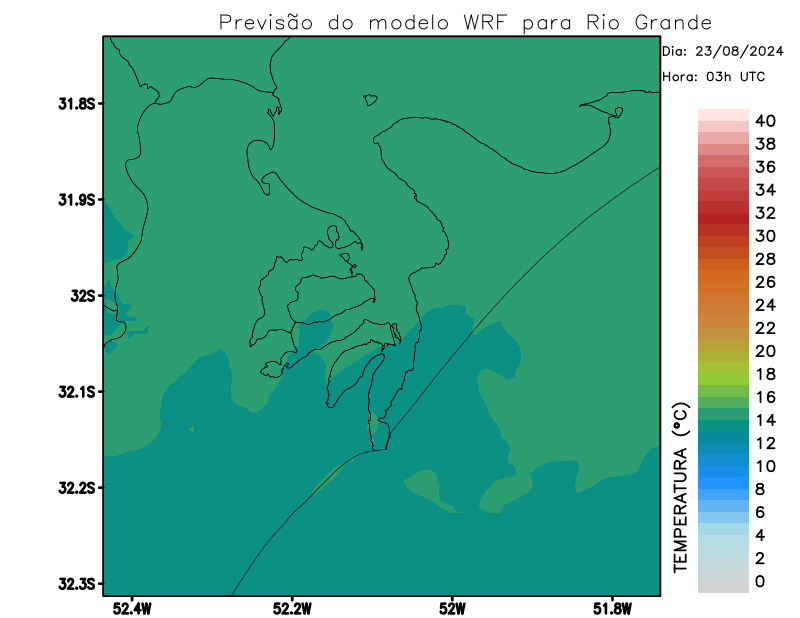 Previsão do modelo WRF para Rio Grande
Dia: 23/08/2024
Hora: 03h UTC
31.8S
31.9S
32S
32.1S
32.2S
32.3S
52.4W
52.2W
52W
51.8W
40
38
36
34
32
30
28
26
24
22
20
18
16
14
12
10
8
6
4
2
0
TEMPERATURA (°C)